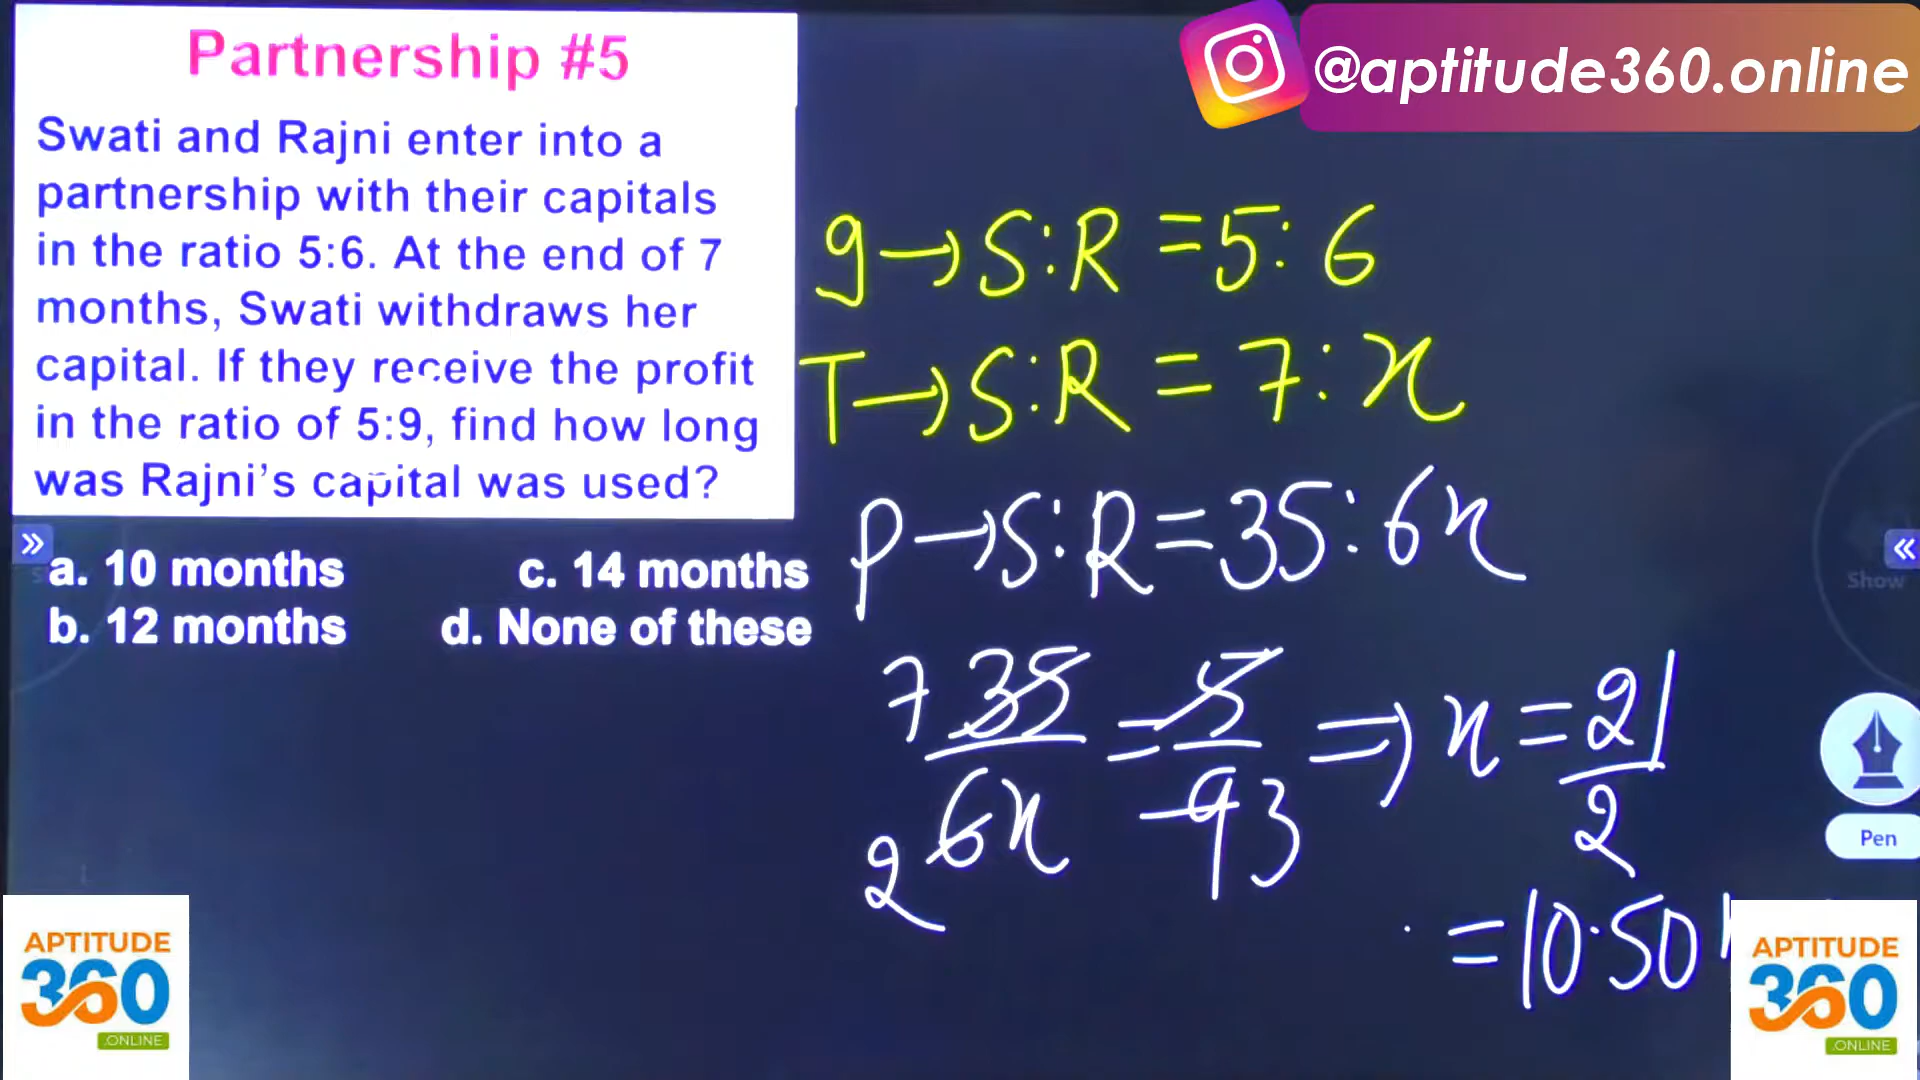 Partnership #5
@aptitude360.online
Swati and Rajni enter into a
partnership with their capitals
in the ratio 5:6. At the end of 7
months, Swati withdraws her
capital. If they receive the profit
in the ratio of 5:9, find how long
was Rajni's capital was used?
a. 10 months
c. 14 months
b. 12 months
d. None of these
g→S:R=5:6
T→S:R=7:x
P→S:R=35:6x
7 35/2 6x = 5/9 3 ⇒ x = 21/2
=10.50
Show
Pen
APTITUDE
360
.ONLINE
APTITUDE
360
.ONLINE